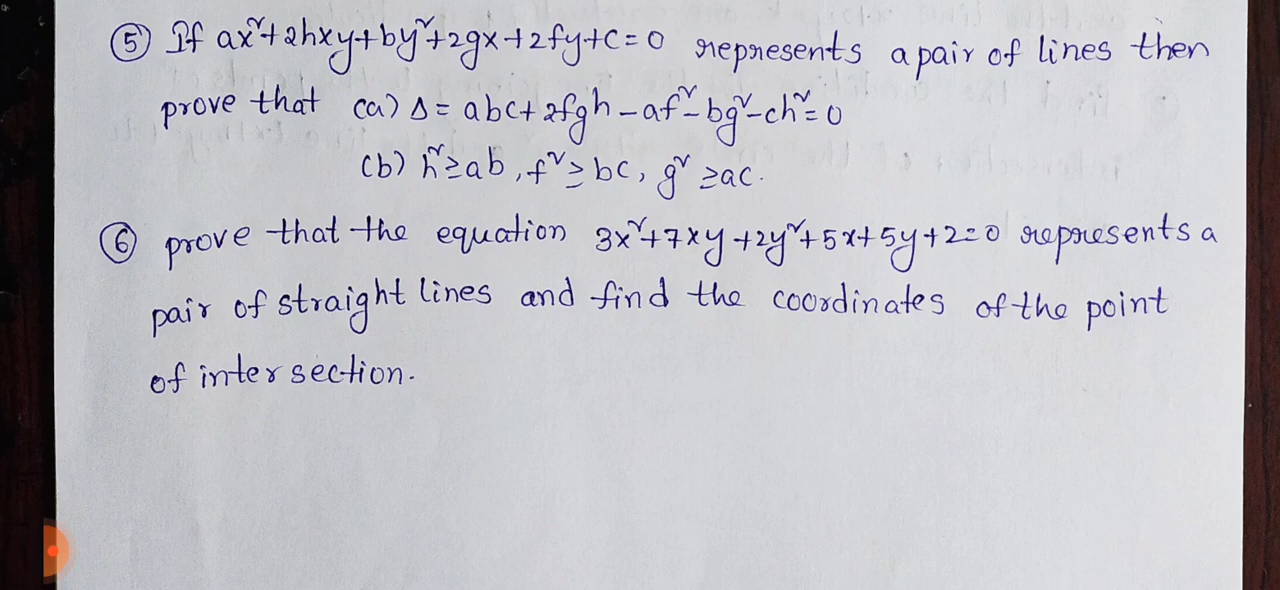 ⑤ If ax²+2hxy+by²+2gx+2fy+c=0 represents a pair of lines then
prove that (a) Δ= abc+2fgh-af²-bg²-ch²=0
(b) h²≥ab, f²≥bc, g²≥ac.
⑥ prove that the equation 3x²+7xy+2y²+5x+5y+2=0 represents a
pair of straight lines and find the coordinates of the point
of intersection.